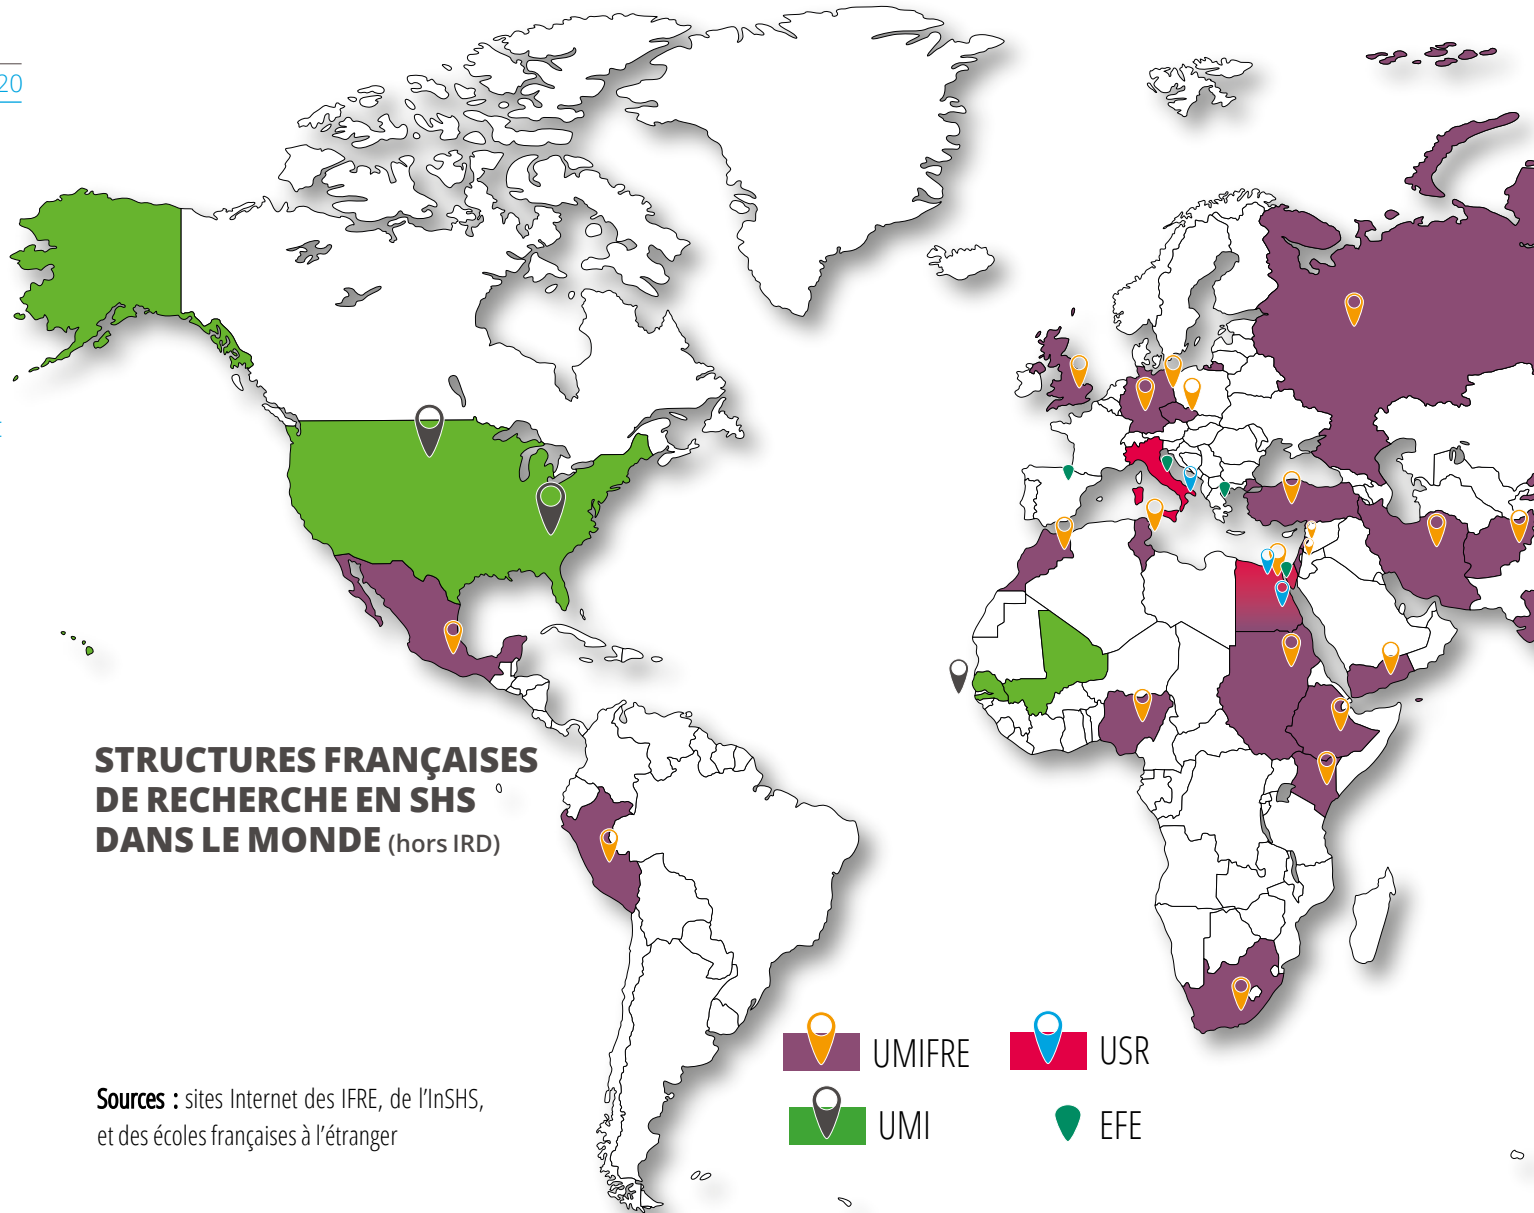 20
STRUCTURES FRANÇAISES
DE RECHERCHE EN SHS
DANS LE MONDE (hors IRD)
UMIFRE
USR
UMI
EFE
Sources : sites Internet des IFRE, de l'InSHS,
et des écoles françaises à l'étranger